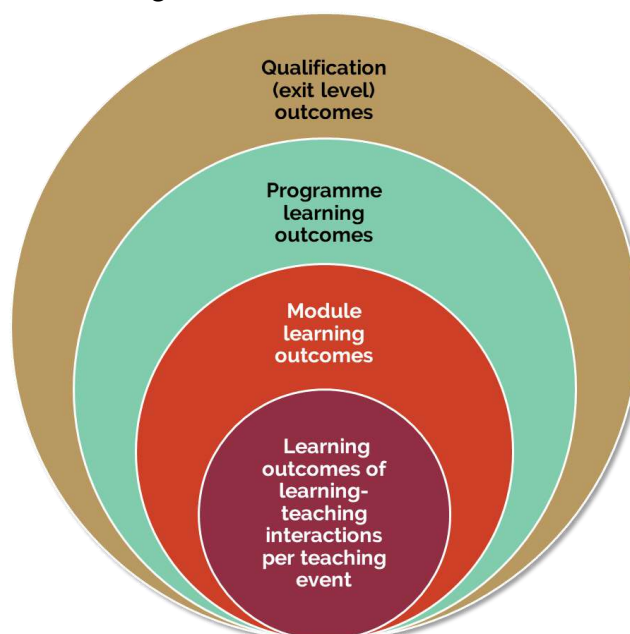 Qualification
(exit level)
outcomes
Programme
learning
outcomes
Module
learning
outcomes
Learning
outcomes of
learning-
teaching
interactions
per teaching
event